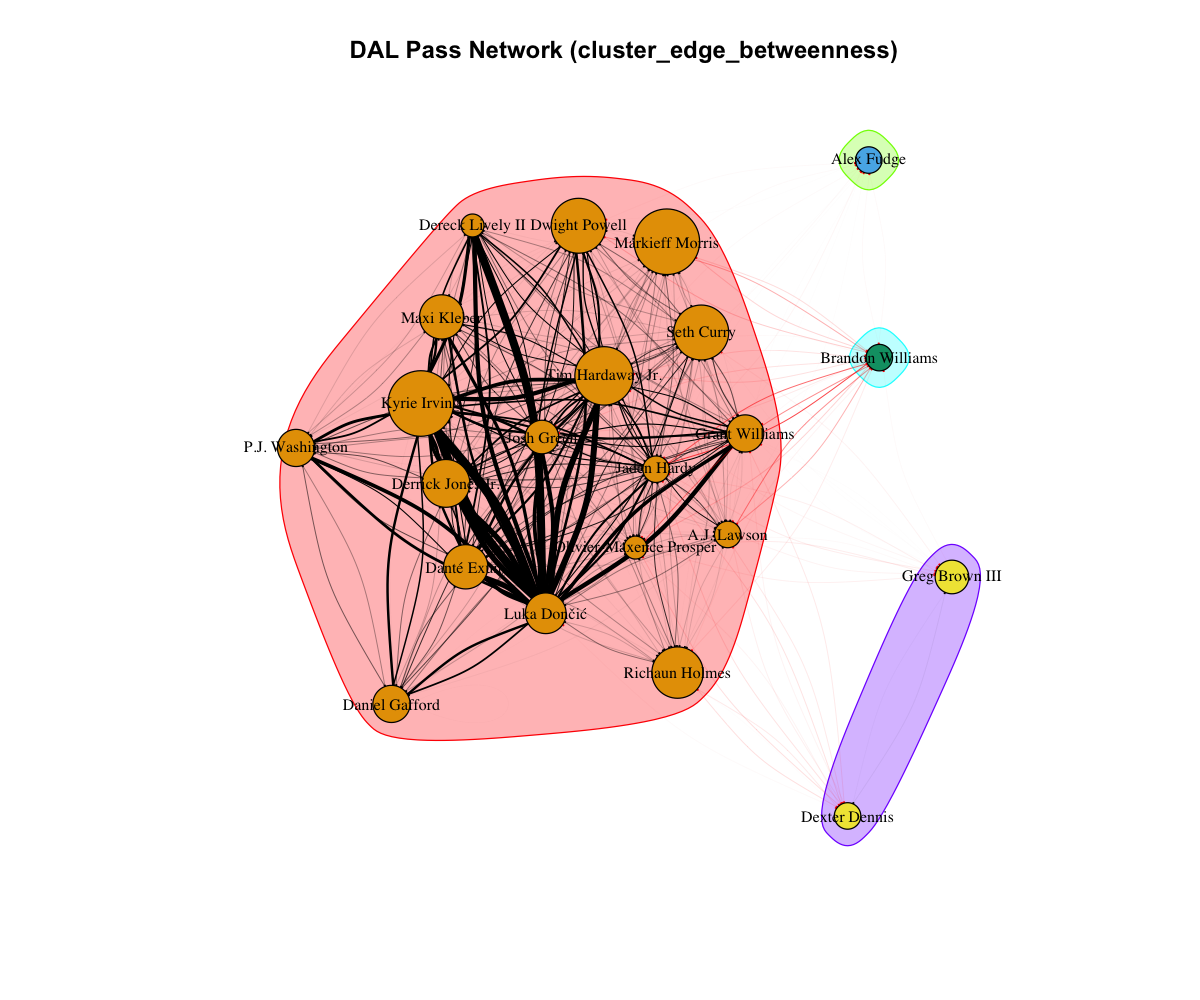 DAL Pass Network (cluster_edge_betweenness)
Alex Fudge
Dereck Lively II
Dwight Powell
Markieff Morris
Maxi Kleber
Seth Curry
Brandon Williams
Tim Hardaway Jr.
Kyrie Irving
P.J. Washington
Josh Green
Grant Williams
Jaden Hardy
Derrick Jones Jr.
A.J. Lawson
Olivier-Maxence Prosper
Danté Exum
Greg Brown III
Luka Dončić
Richaun Holmes
Daniel Gafford
Dexter Dennis